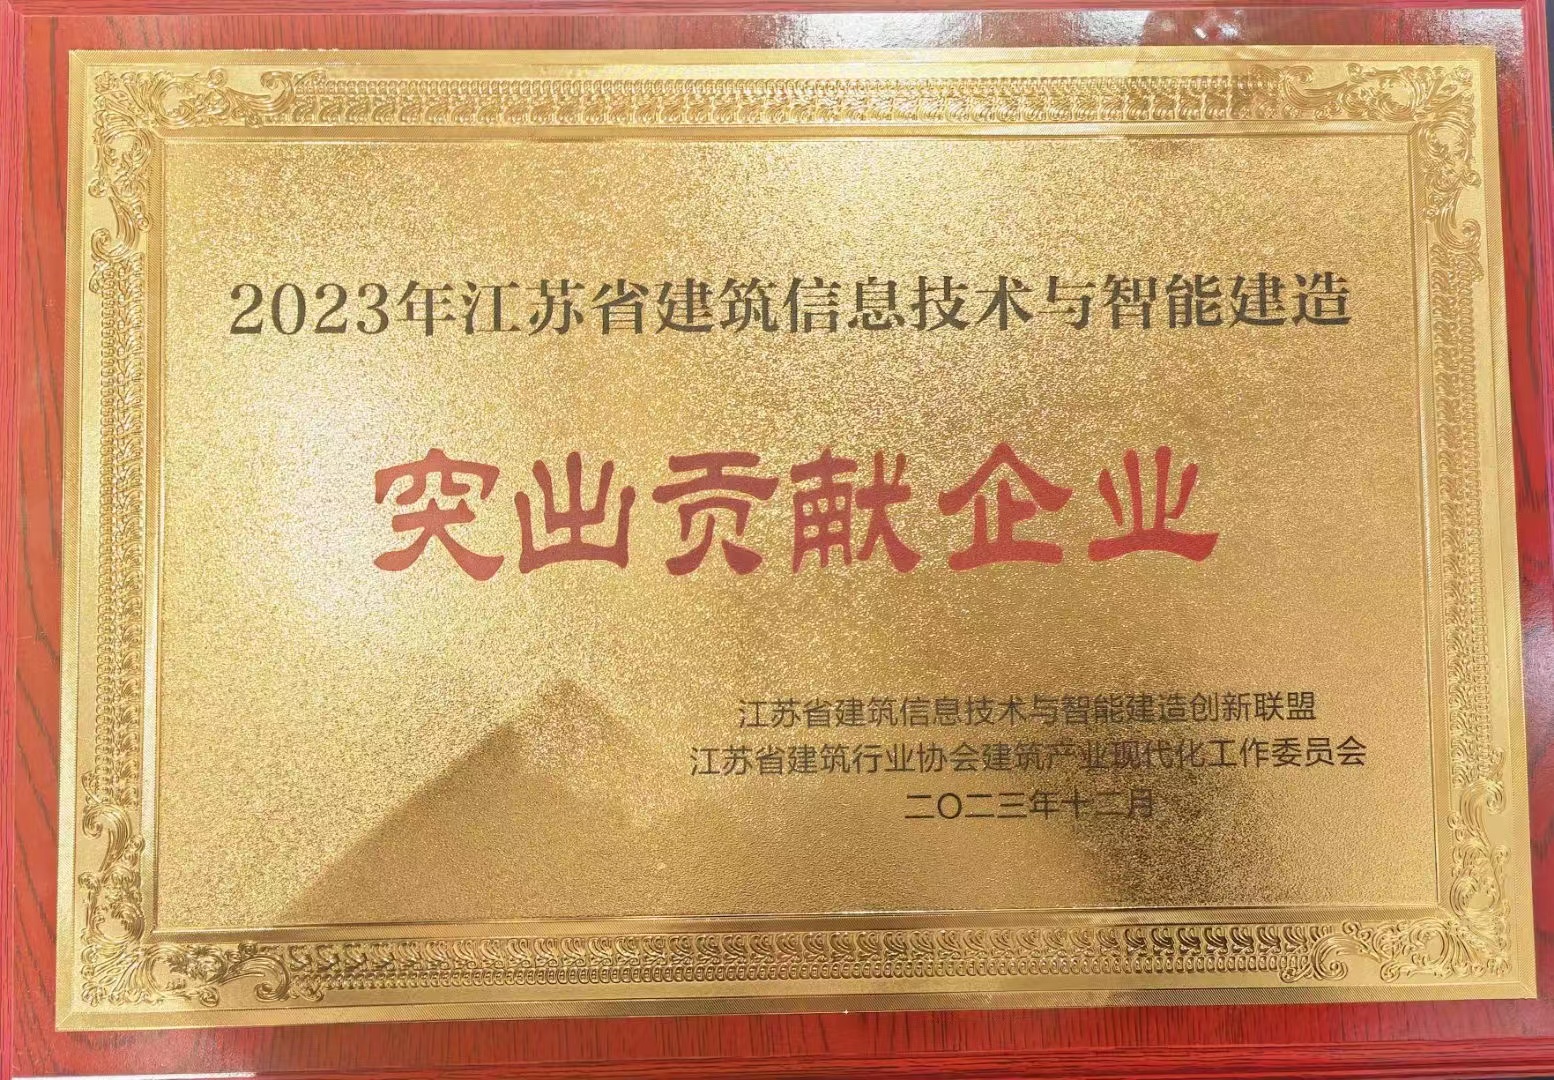 2023年江苏省建筑信息技术与智能建造
突出贡献企业
江苏省建筑信息技术与智能建造创新联盟
江苏省建筑行业协会建筑产业现代化工作委员会
二〇二三年十二月